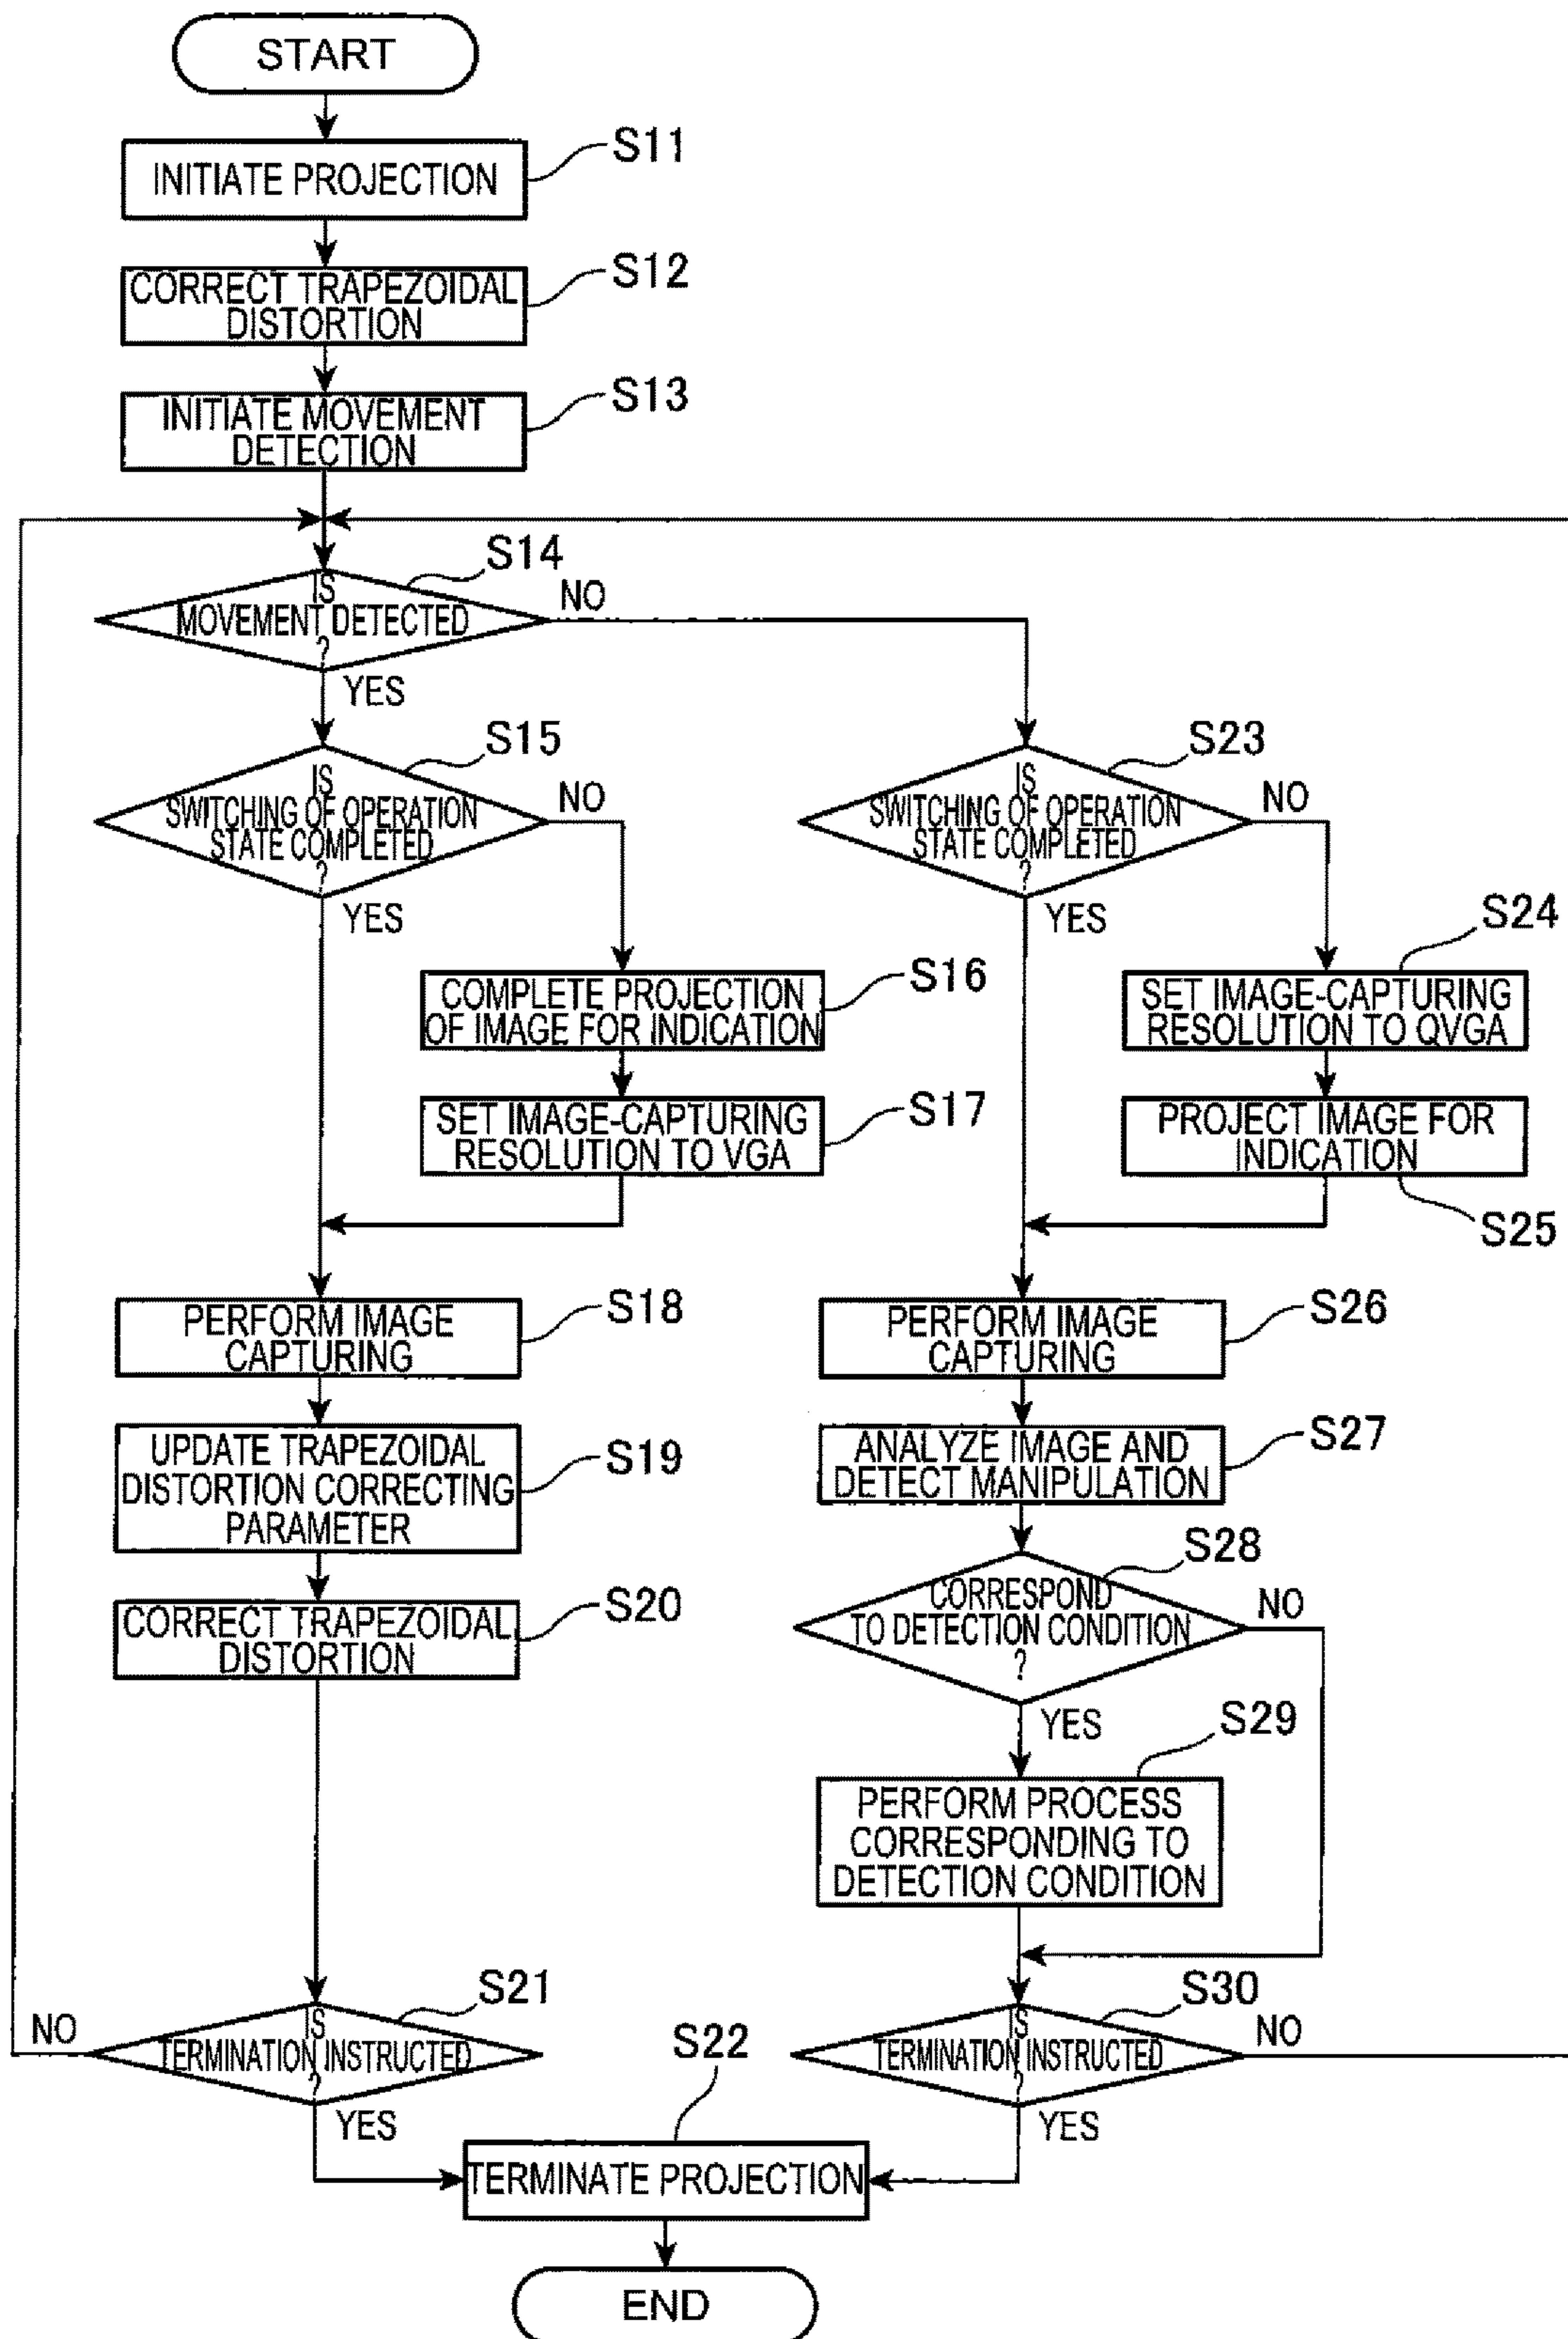 START
INITIATE PROJECTION
S11
CORRECT TRAPEZOIDAL
DISTORTION
S12
INITIATE MOVEMENT
DETECTION
S13
IS
MOVEMENT DETECTED
?
S14
NO
YES
IS
SWITCHING OF OPERATION
STATE COMPLETED
?
S15
NO
YES
COMPLETE PROJECTION
OF IMAGE FOR INDICATION
S16
SET IMAGE-CAPTURING
RESOLUTION TO VGA
S17
PERFORM IMAGE
CAPTURING
S18
UPDATE TRAPEZOIDAL
DISTORTION CORRECTING
PARAMETER
S19
CORRECT TRAPEZOIDAL
DISTORTION
S20
IS
TERMINATION INSTRUCTED
?
S21
NO
YES
IS
SWITCHING OF OPERATION
STATE COMPLETED
?
S23
NO
YES
SET IMAGE-CAPTURING
RESOLUTION TO QVGA
S24
PROJECT IMAGE FOR
INDICATION
S25
PERFORM IMAGE
CAPTURING
S26
ANALYZE IMAGE AND
DETECT MANIPULATION
S27
CORRESPOND
TO DETECTION CONDITION
?
S28
NO
YES
PERFORM PROCESS
CORRESPONDING TO
DETECTION CONDITION
S29
IS
TERMINATION INSTRUCTED
?
S30
NO
YES
TERMINATE PROJECTION
S22
END